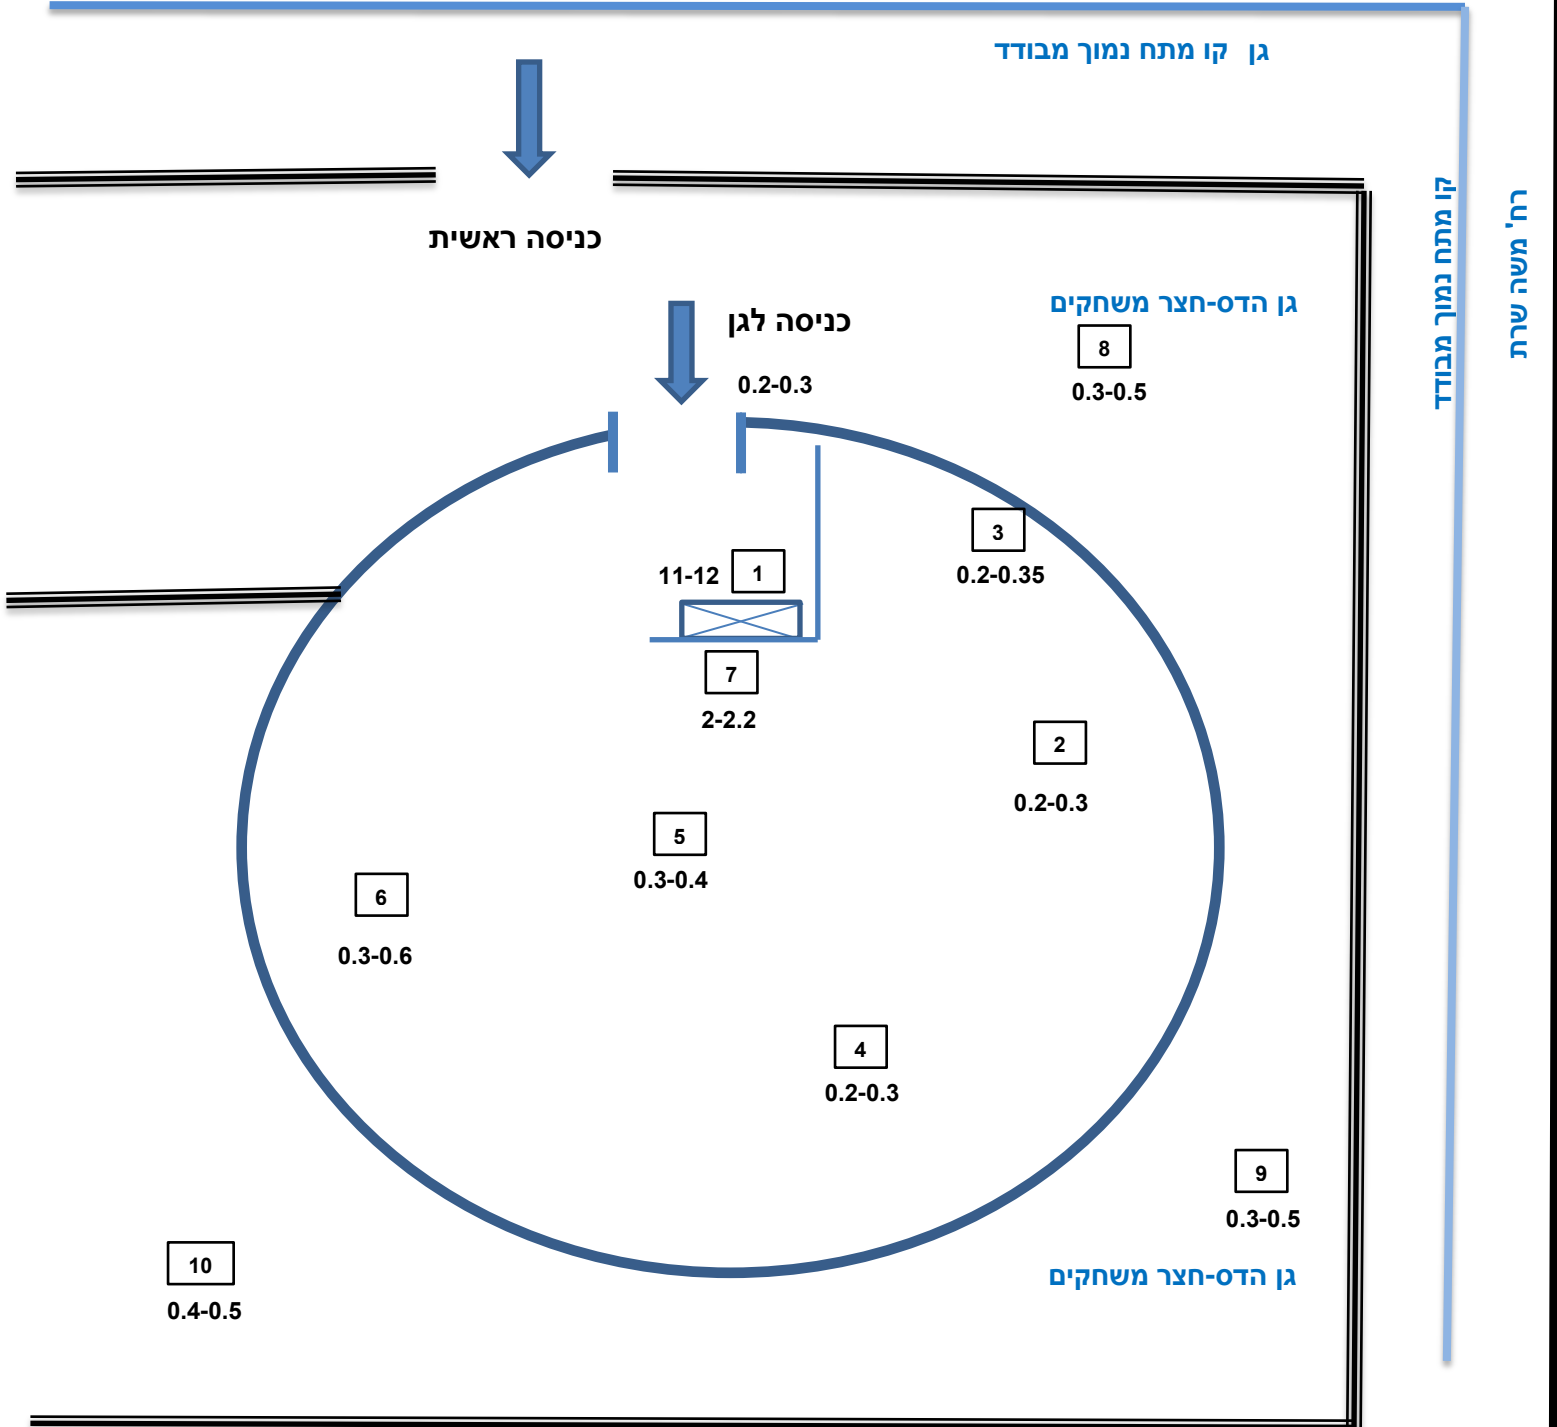 גן קו מתח נמוך מבודד
קו מתח נמוך מבודד
רח' משה שרת
כניסה ראשית
גן הדס-חצר משחקים
8
0.3-0.5
כניסה לגן
0.2-0.3
3
0.2-0.35
11-12 1
7
2-2.2
2
0.2-0.3
5
0.3-0.4
6
0.3-0.6
4
0.2-0.3
9
0.3-0.5
10
0.4-0.5
גן הדס-חצר משחקים